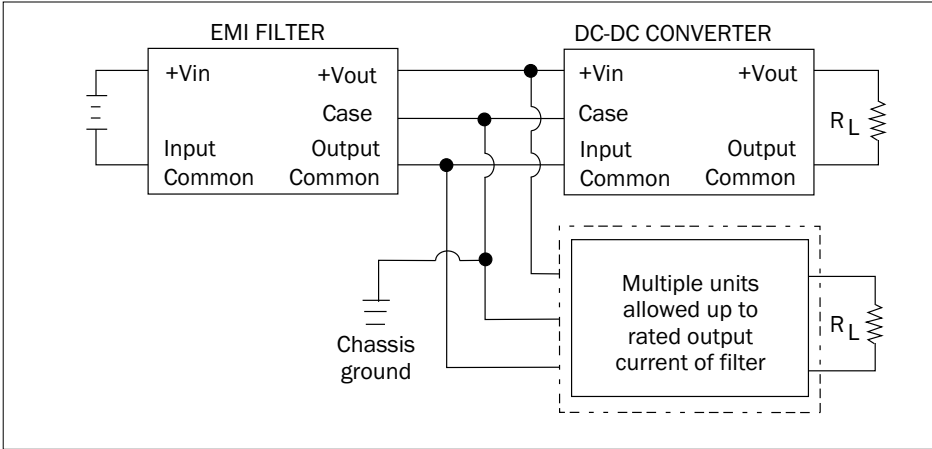 EMI FILTER
+Vin
+Vout
Case
Input
Common
Output
Common
DC-DC CONVERTER
+Vin
+Vout
Case
Input
Common
Output
Common
R L
Chassis
ground
Multiple units
allowed up to
rated output
current of filter
R L